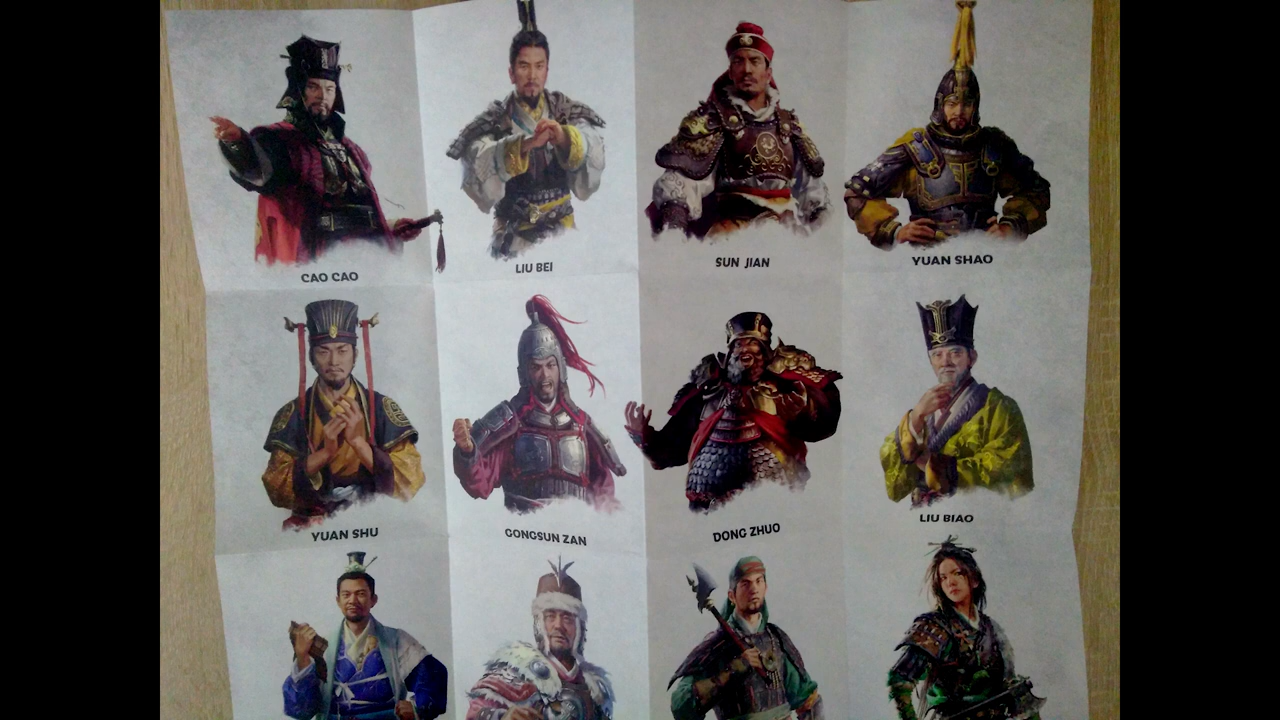 CAO CAO
LIU BEI
SUN JIAN
YUAN SHAO
YUAN SHU
GONGSUN ZAN
DONG ZHUO
LIU BIAO